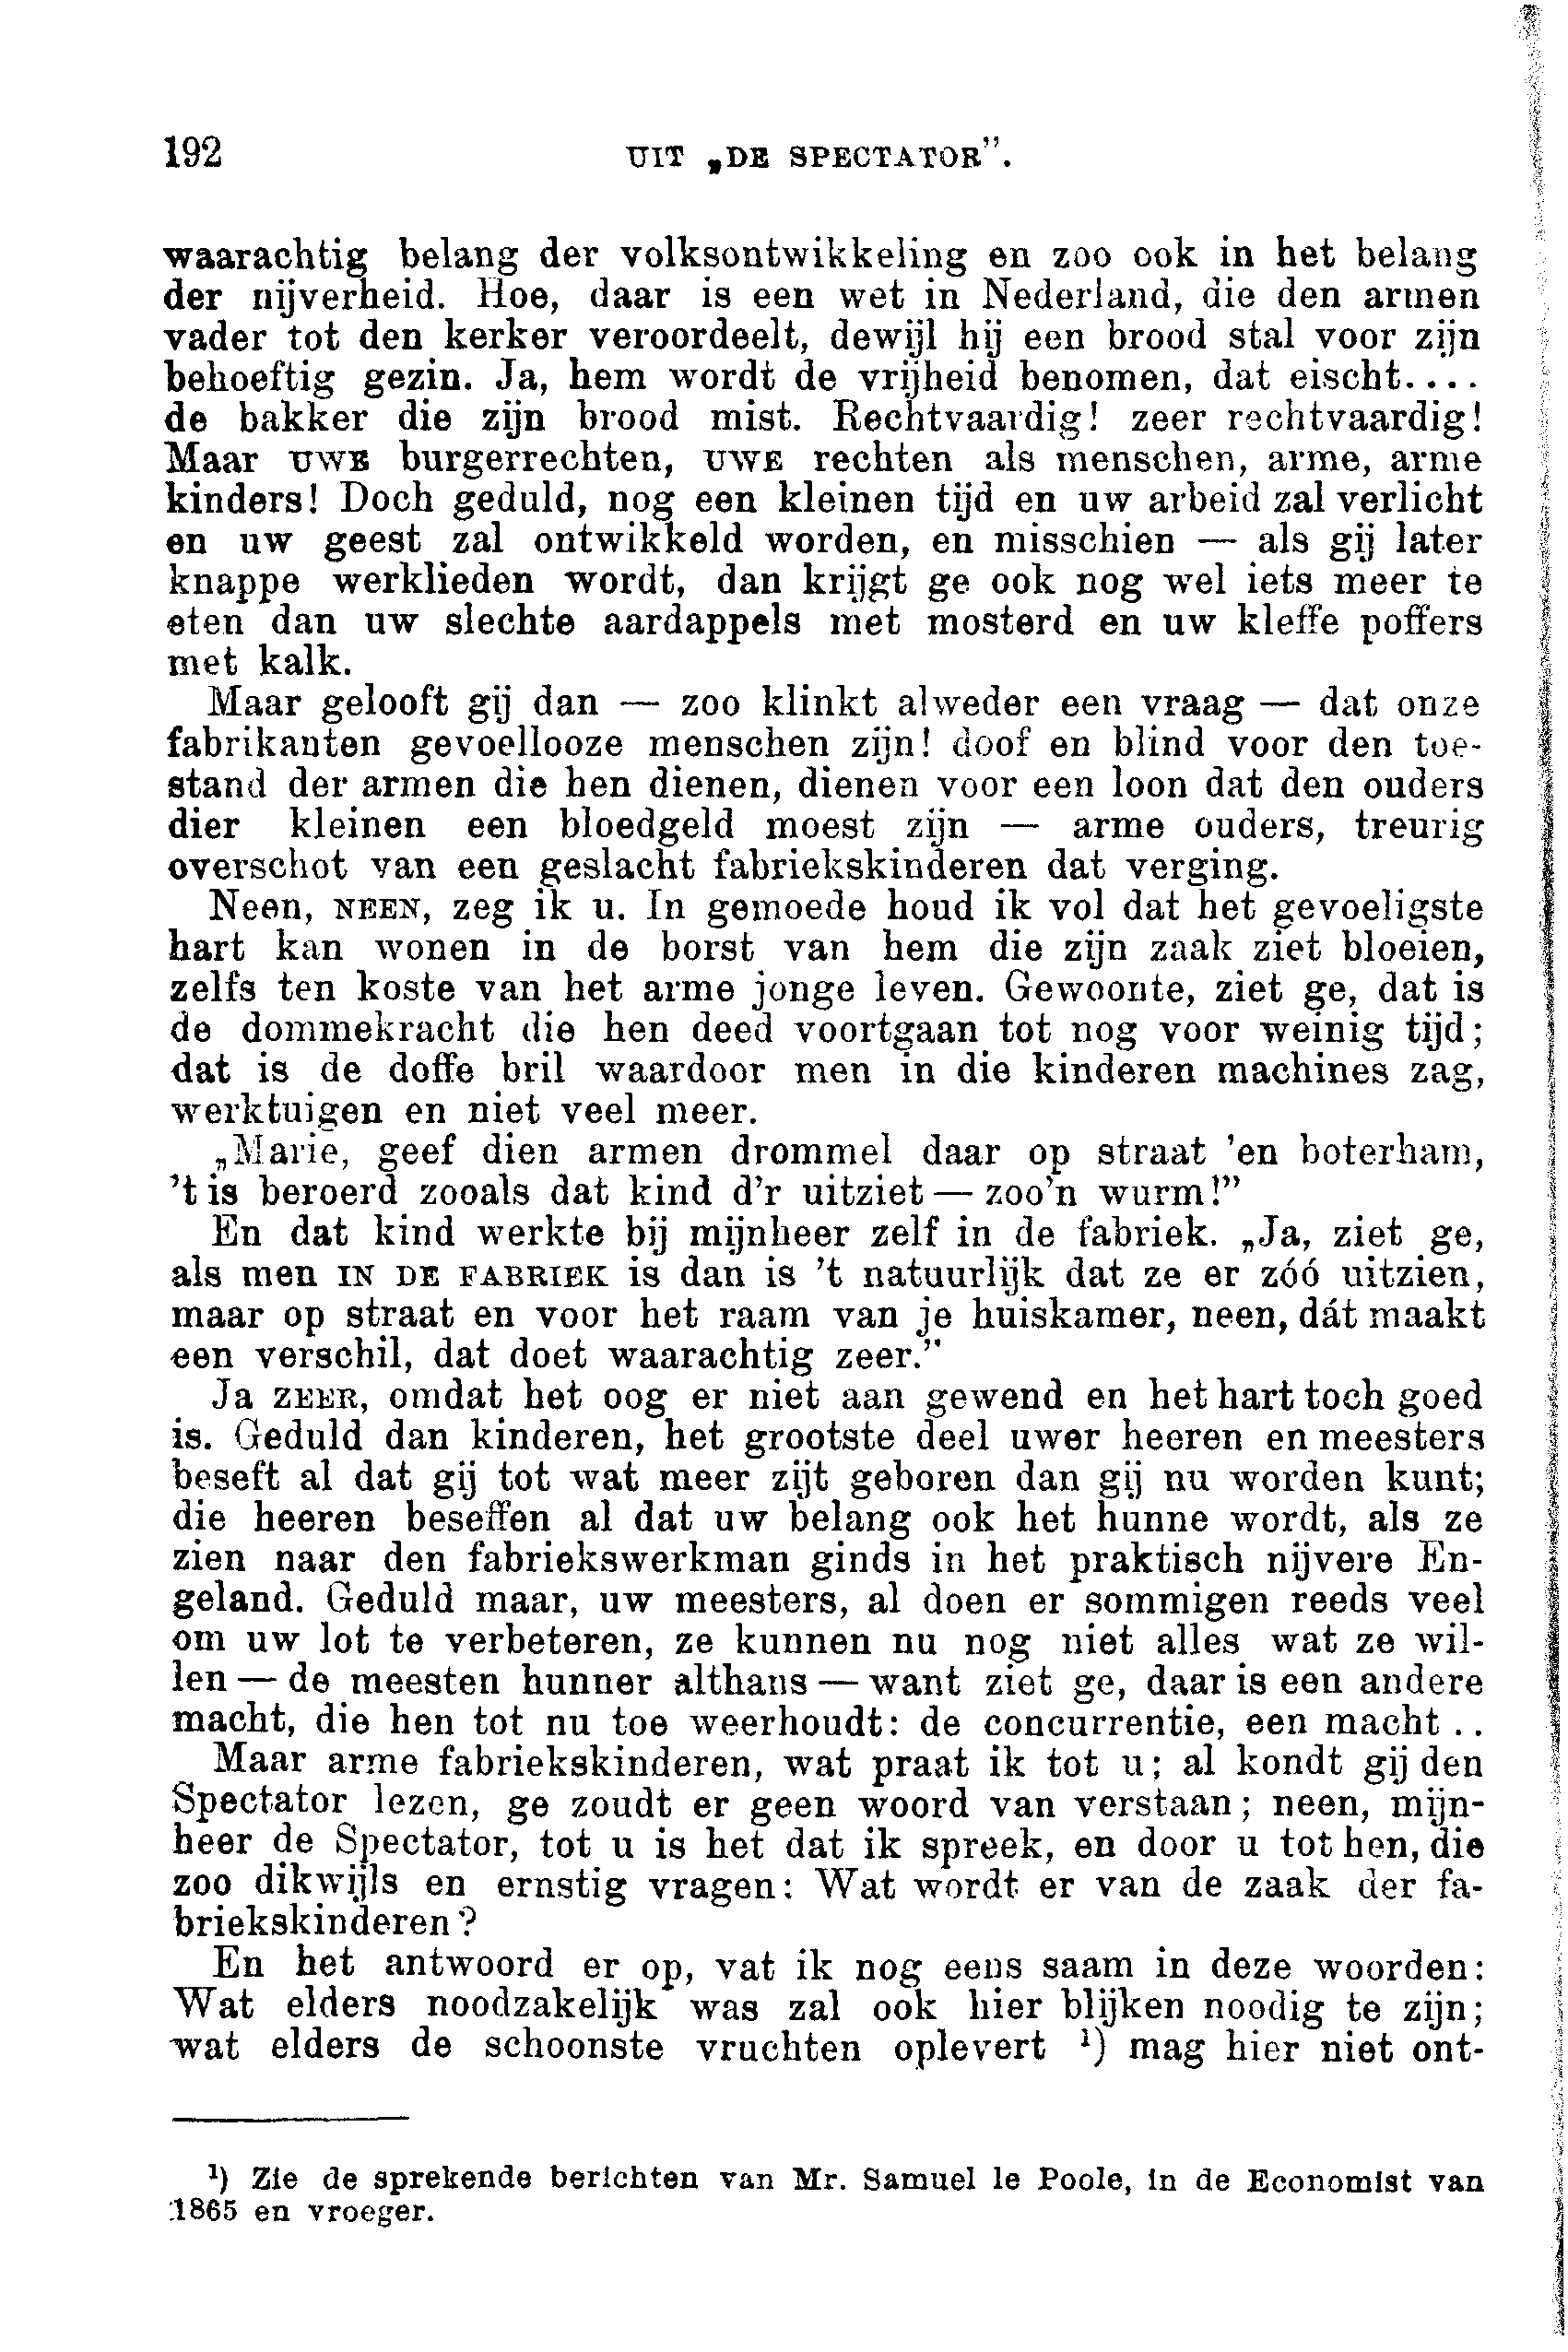 192
UIT „DE SPECTATOR”.
waarachtig belang der volksontwikkeling en zoo ook in het belang
der nijverheid. Hoe, daar is een wet in Nederland, die den armen
vader tot den kerker veroordeelt, dewijl hij een brood stal voor zijn
behoeftig gezin. Ja, hem wordt de vrijheid benomen, dat eischt....
de bakker die zijn brood mist. Rechtvaardig! zeer rechtvaardig!
Maar UWE burgerrechten, UWE rechten als menschen, arme, arme
kinders! Doch geduld, nog een kleinen tijd en uw arbeid zal verlicht
en uw geest zal ontwikkeld worden, en misschien — als gij later
knappe werklieden wordt, dan krijgt ge ook nog wel iets meer te
eten dan uw slechte aardappels met mosterd en uw kleffe poffers
met kalk.
Maar gelooft gij dan — zoo klinkt alweder een vraag — dat onze
fabrikanten gevoellooze menschen zijn! doof en blind voor den toe-
stand der armen die hen dienen, dienen voor een loon dat den ouders
dier kleinen een bloedgeld moest zijn — arme ouders, treurig
overschot van een geslacht fabriekskinderen dat verging.
Neen, NEEN, zeg ik u. In gemoede houd ik vol dat het gevoeligste
hart kan wonen in de borst van hem die zijn zaak ziet bloeien,
zelfs ten koste van het arme jonge leven. Gewoonte, ziet ge, dat is
de dommekracht die hen deed voortgaan tot nog voor weinig tijd;
dat is de doffe bril waardoor men in die kinderen machines zag,
werktuigen en niet veel meer.
„Marie, geef dien armen drommel daar op straat 'en boterham,
't is beroerd zooals dat kind d'r uitziet — zoo'n wurm!”
En dat kind werkte bij mijnheer zelf in de fabriek. „Ja, ziet ge,
als men IN DE FABRIEK is dan is 't natuurlijk dat ze er zóó uitzien,
maar op straat en voor het raam van je huiskamer, neen, dát maakt
een verschil, dat doet waarachtig zeer.”
Ja ZEER, omdat het oog er niet aan gewend en het hart toch goed
is. Geduld dan kinderen, het grootste deel uwer heeren en meesters
beseft al dat gij tot wat meer zijt geboren dan gij nu worden kunt;
die heeren beseffen al dat uw belang ook het hunne wordt, als ze
zien naar den fabriekswerkman ginds in het praktisch nijvere En-
geland. Geduld maar, uw meesters, al doen er sommigen reeds veel
om uw lot te verbeteren, ze kunnen nu nog niet alles wat ze wil-
len — de meesten hunner althans — want ziet ge, daar is een andere
macht, die hen tot nu toe weerhoudt: de concurrentie, een macht ..
Maar arme fabriekskinderen, wat praat ik tot u; al kondt gij den
Spectator lezen, ge zoudt er geen woord van verstaan; neen, mijn-
heer de Spectator, tot u is het dat ik spreek, en door u tot hen, die
zoo dikwijls en ernstig vragen: Wat wordt er van de zaak der fa-
briekskinderen?
En het antwoord er op, vat ik nog eens saam in deze woorden:
Wat elders noodzakelijk was zal ook hier blijken noodig te zijn;
wat elders de schoonste vruchten oplevert ¹) mag hier niet ont-
¹) Zie de sprekende berichten van Mr. Samuel le Poole, in de Economist van
1865 en vroeger.